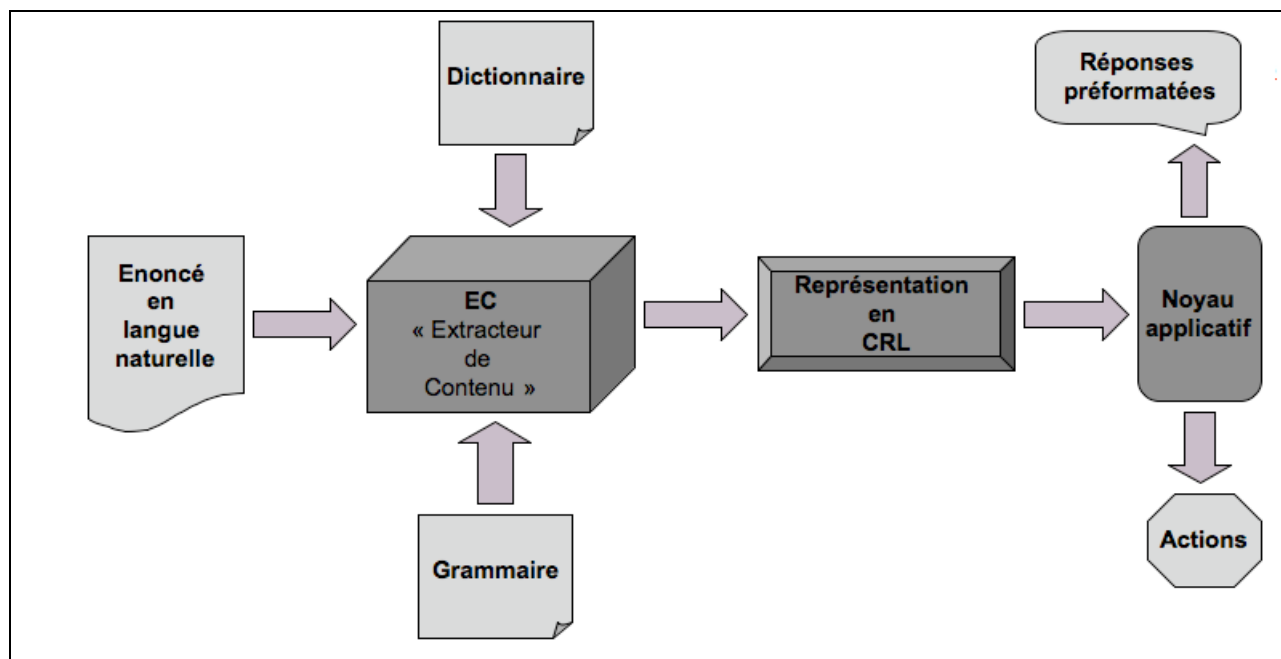 Dictionnaire
Réponses
préformatées
Enoncé
en
langue
naturelle
EC
« Extracteur
de
Contenu »
Représentation
en
CRL
Noyau
applicatif
Grammaire
Actions